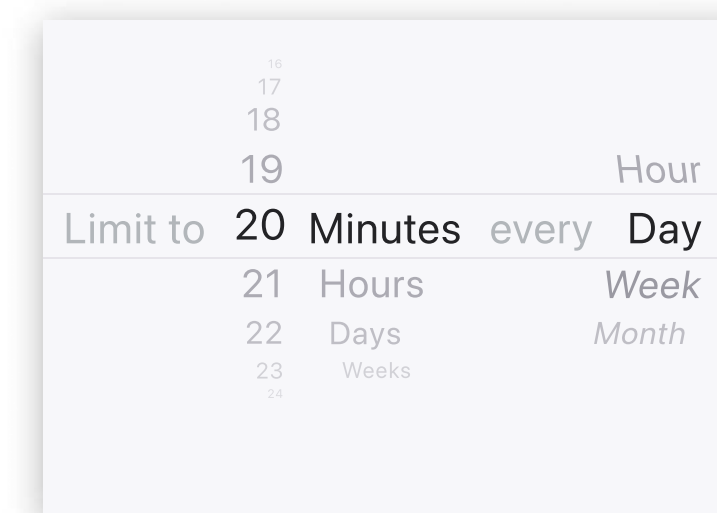 16
17
18
19 Hour
Limit to 20 Minutes every Day
21 Hours Week
22 Days Month
23 Weeks
24